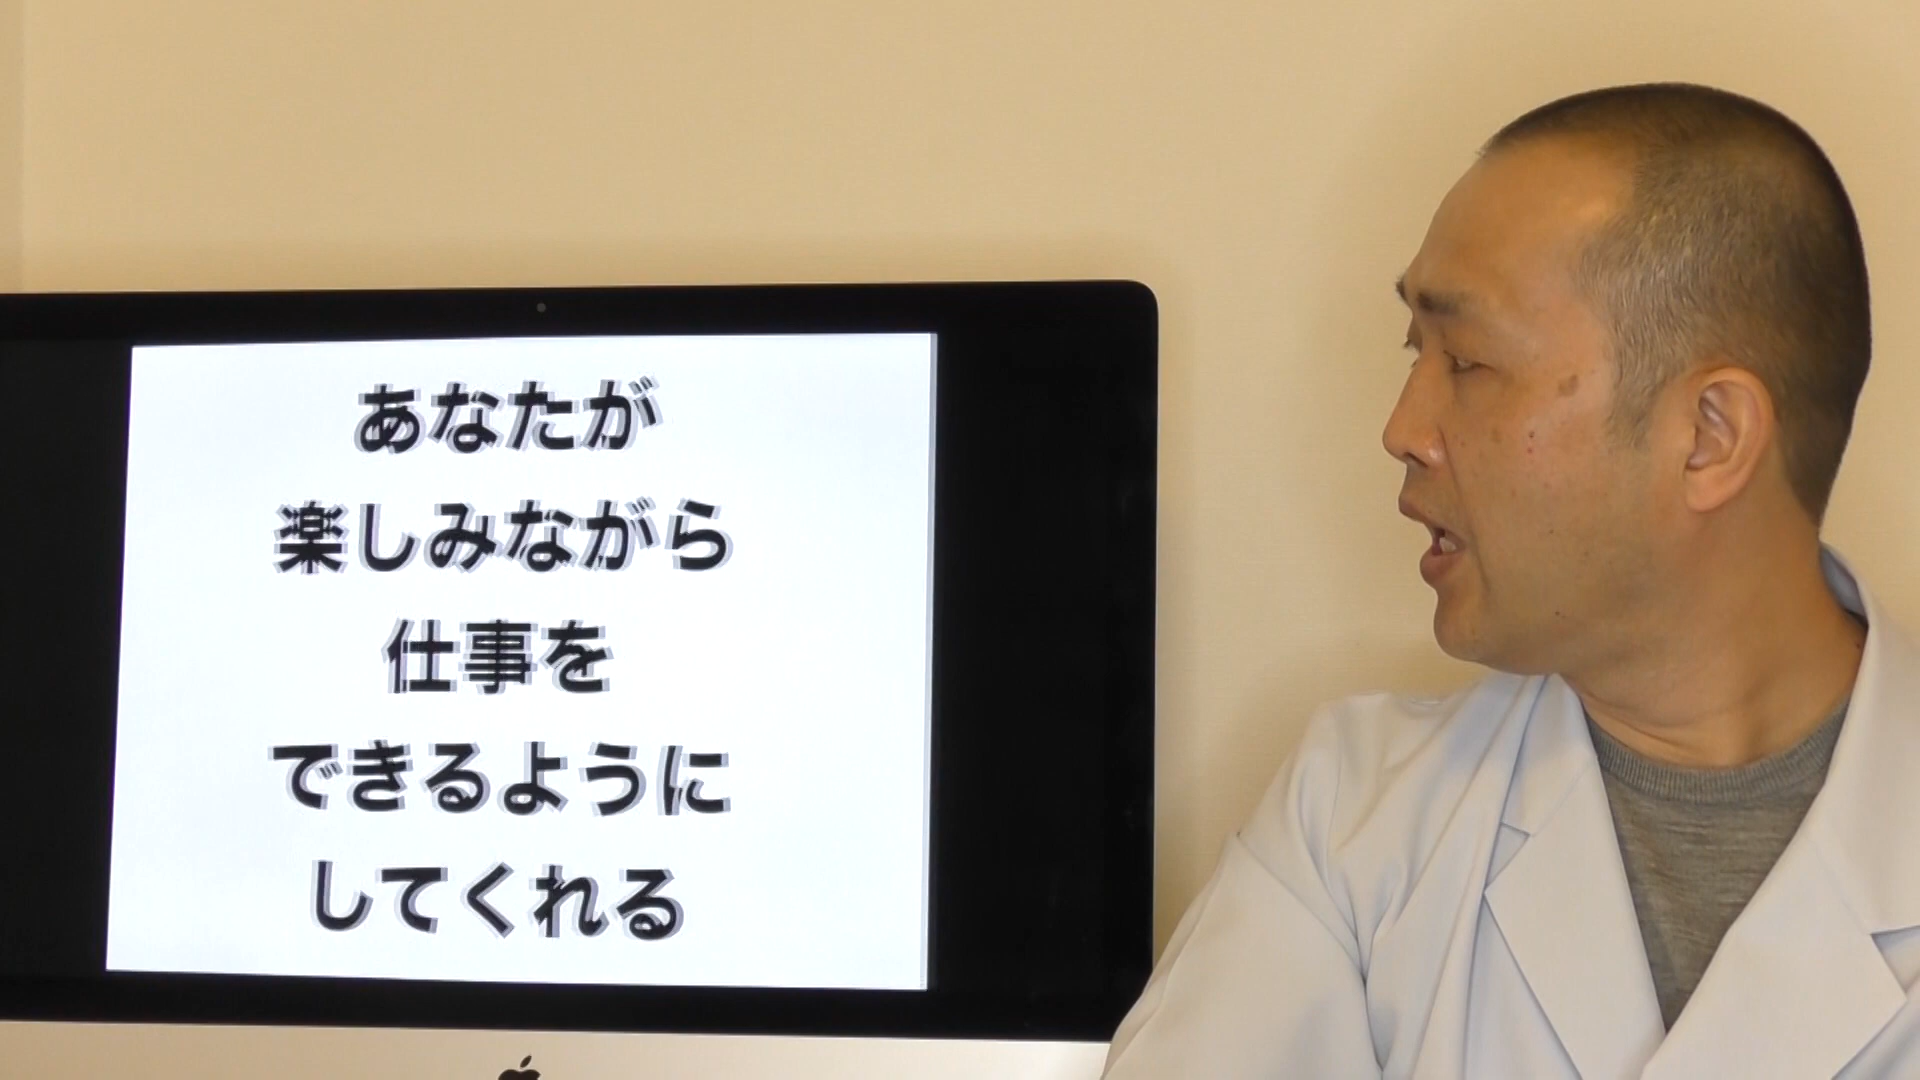 あなたが
楽しみながら
仕事を
できるように
してくれる